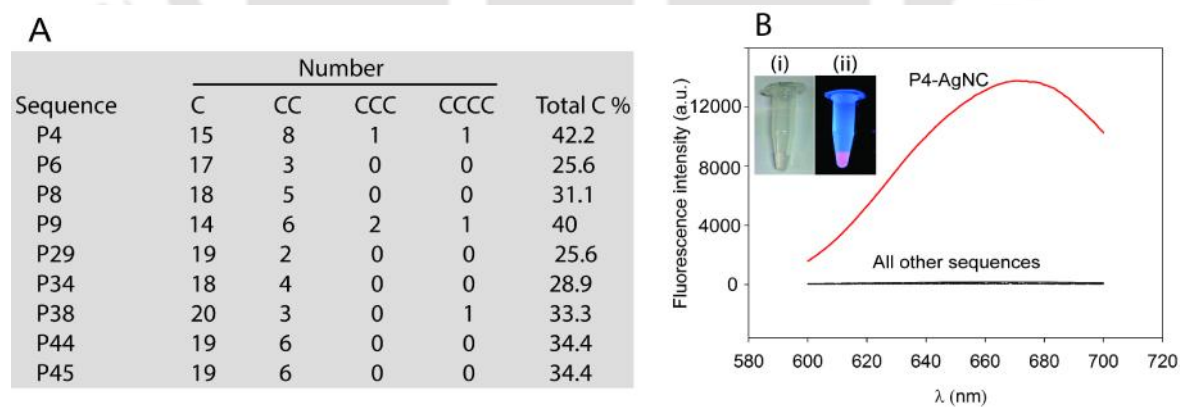 A
Number
Sequence C CC CCC CCCC Total C %
P4 15 8 1 1 42.2
P6 17 3 0 0 25.6
P8 18 5 0 0 31.1
P9 14 6 2 1 40
P29 19 2 0 0 25.6
P34 18 4 0 0 28.9
P38 20 3 0 1 33.3
P44 19 6 0 0 34.4
P45 19 6 0 0 34.4
B
(i) (ii)
P4-AgNC
Fluorescence intensity (a.u.)
12000
8000
4000
0
All other sequences
580 600 620 640 660 680 700 720
λ (nm)